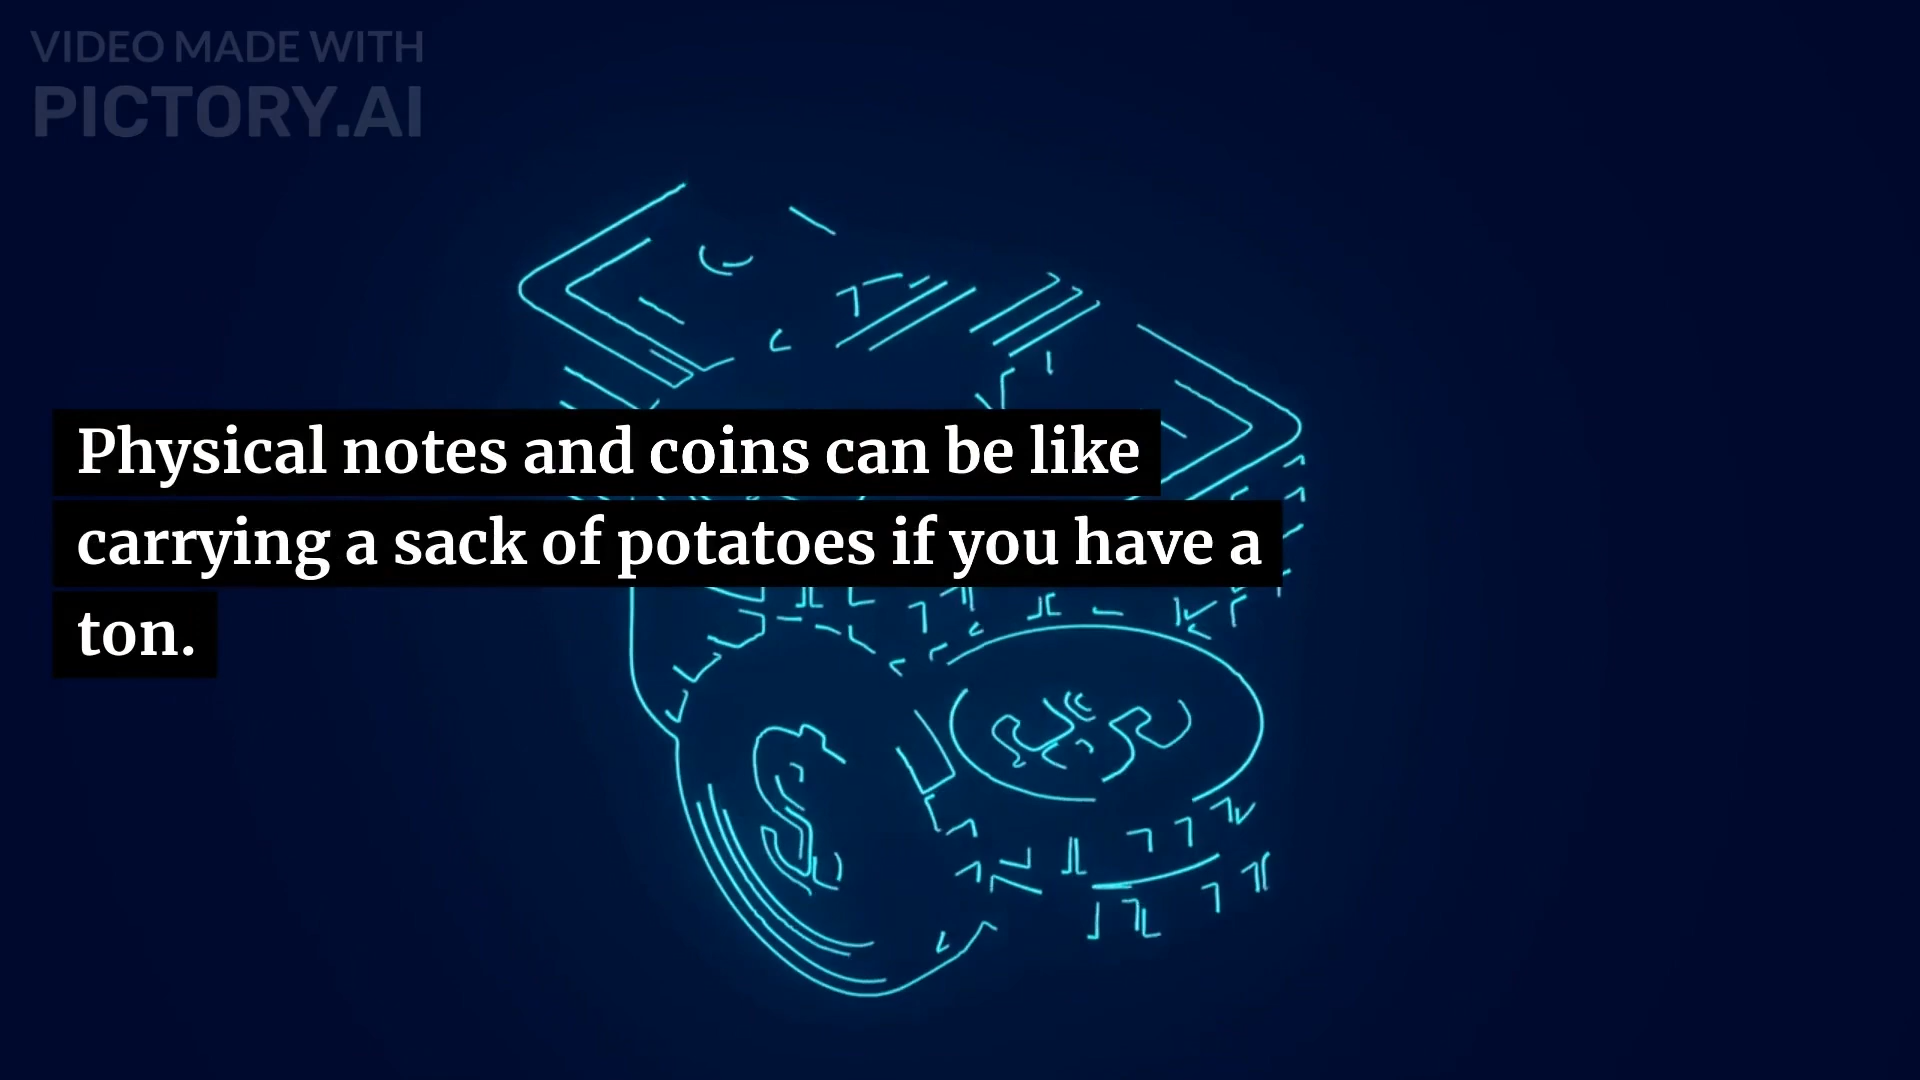 VIDEO MADE WITH
PICTORY.AI
Physical notes and coins can be like
carrying a sack of potatoes if you have a
ton.
$